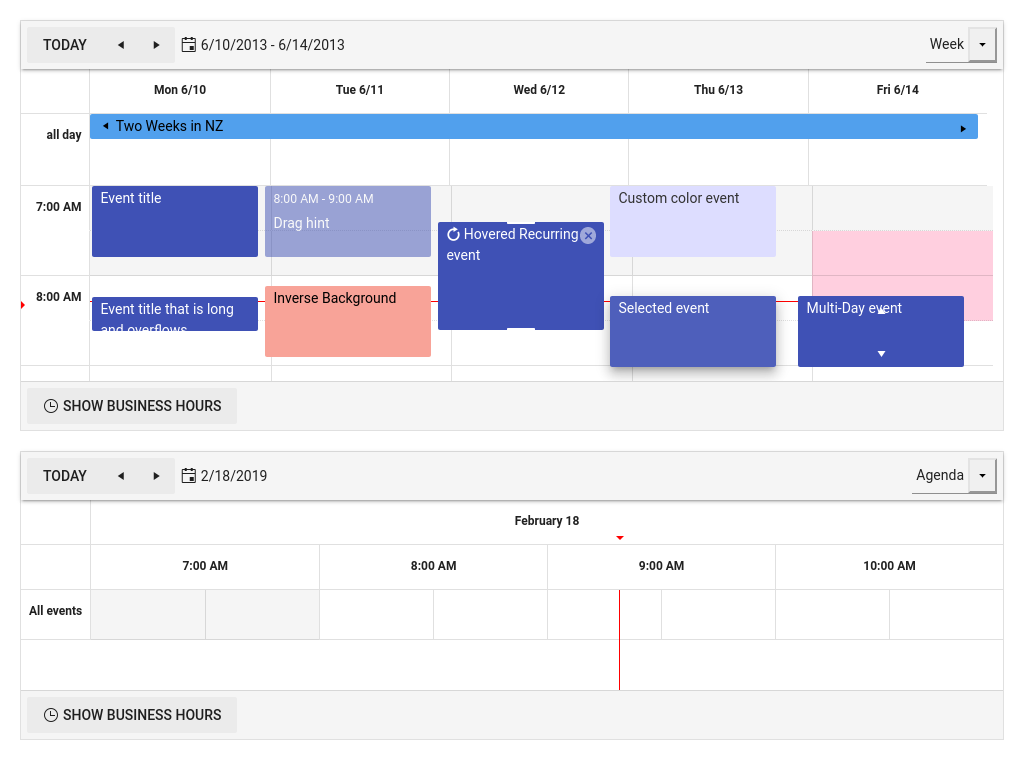 TODAY 6/10/2013 - 6/14/2013 Week
Mon 6/10 Tue 6/11 Wed 6/12 Thu 6/13 Fri 6/14
all day
Two Weeks in NZ
7:00 AM
Event title
8:00 AM - 9:00 AM
Drag hint
Hovered Recurring
event
Custom color event
8:00 AM
Event title that is long
and overflows
Inverse Background
Selected event
Multi-Day event
SHOW BUSINESS HOURS
TODAY 2/18/2019 Agenda
February 18
7:00 AM 8:00 AM 9:00 AM 10:00 AM
All events
SHOW BUSINESS HOURS